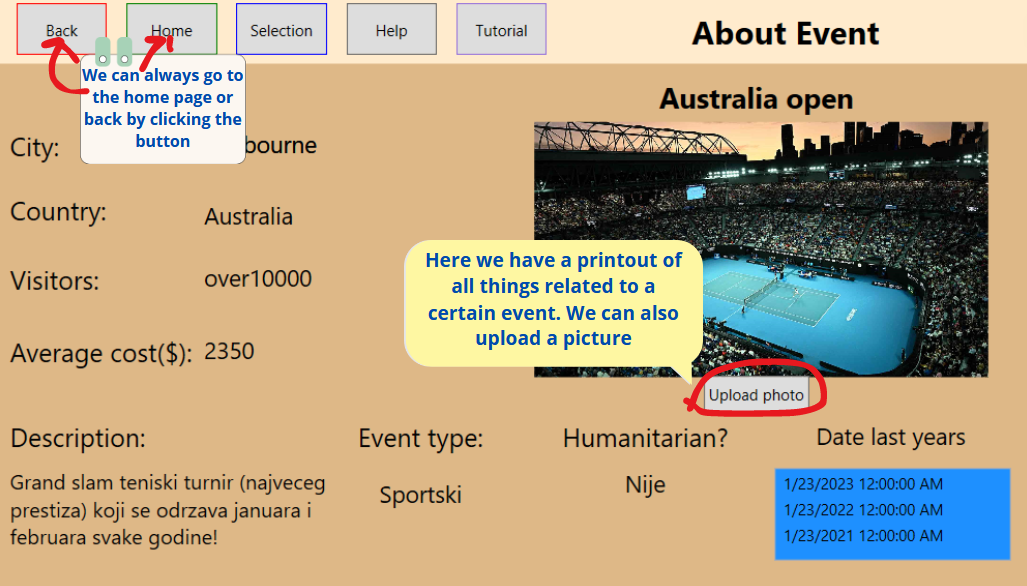 Back Home Selection Help Tutorial
About Event
We can always go to
the home page or
back by clicking the
button
Australia open
City: bourne
Country: Australia
Visitors: over10000
Average cost($): 2350
Here we have a printout of
all things related to a
certain event. We can also
upload a picture
Upload photo
Description:
Grand slam teniski turnir (najveceg
prestiza) koji se odrzava januara i
februara svake godine!
Event type:
Sportski
Humanitarian?
Nije
Date last years
1/23/2023 12:00:00 AM
1/23/2022 12:00:00 AM
1/23/2021 12:00:00 AM